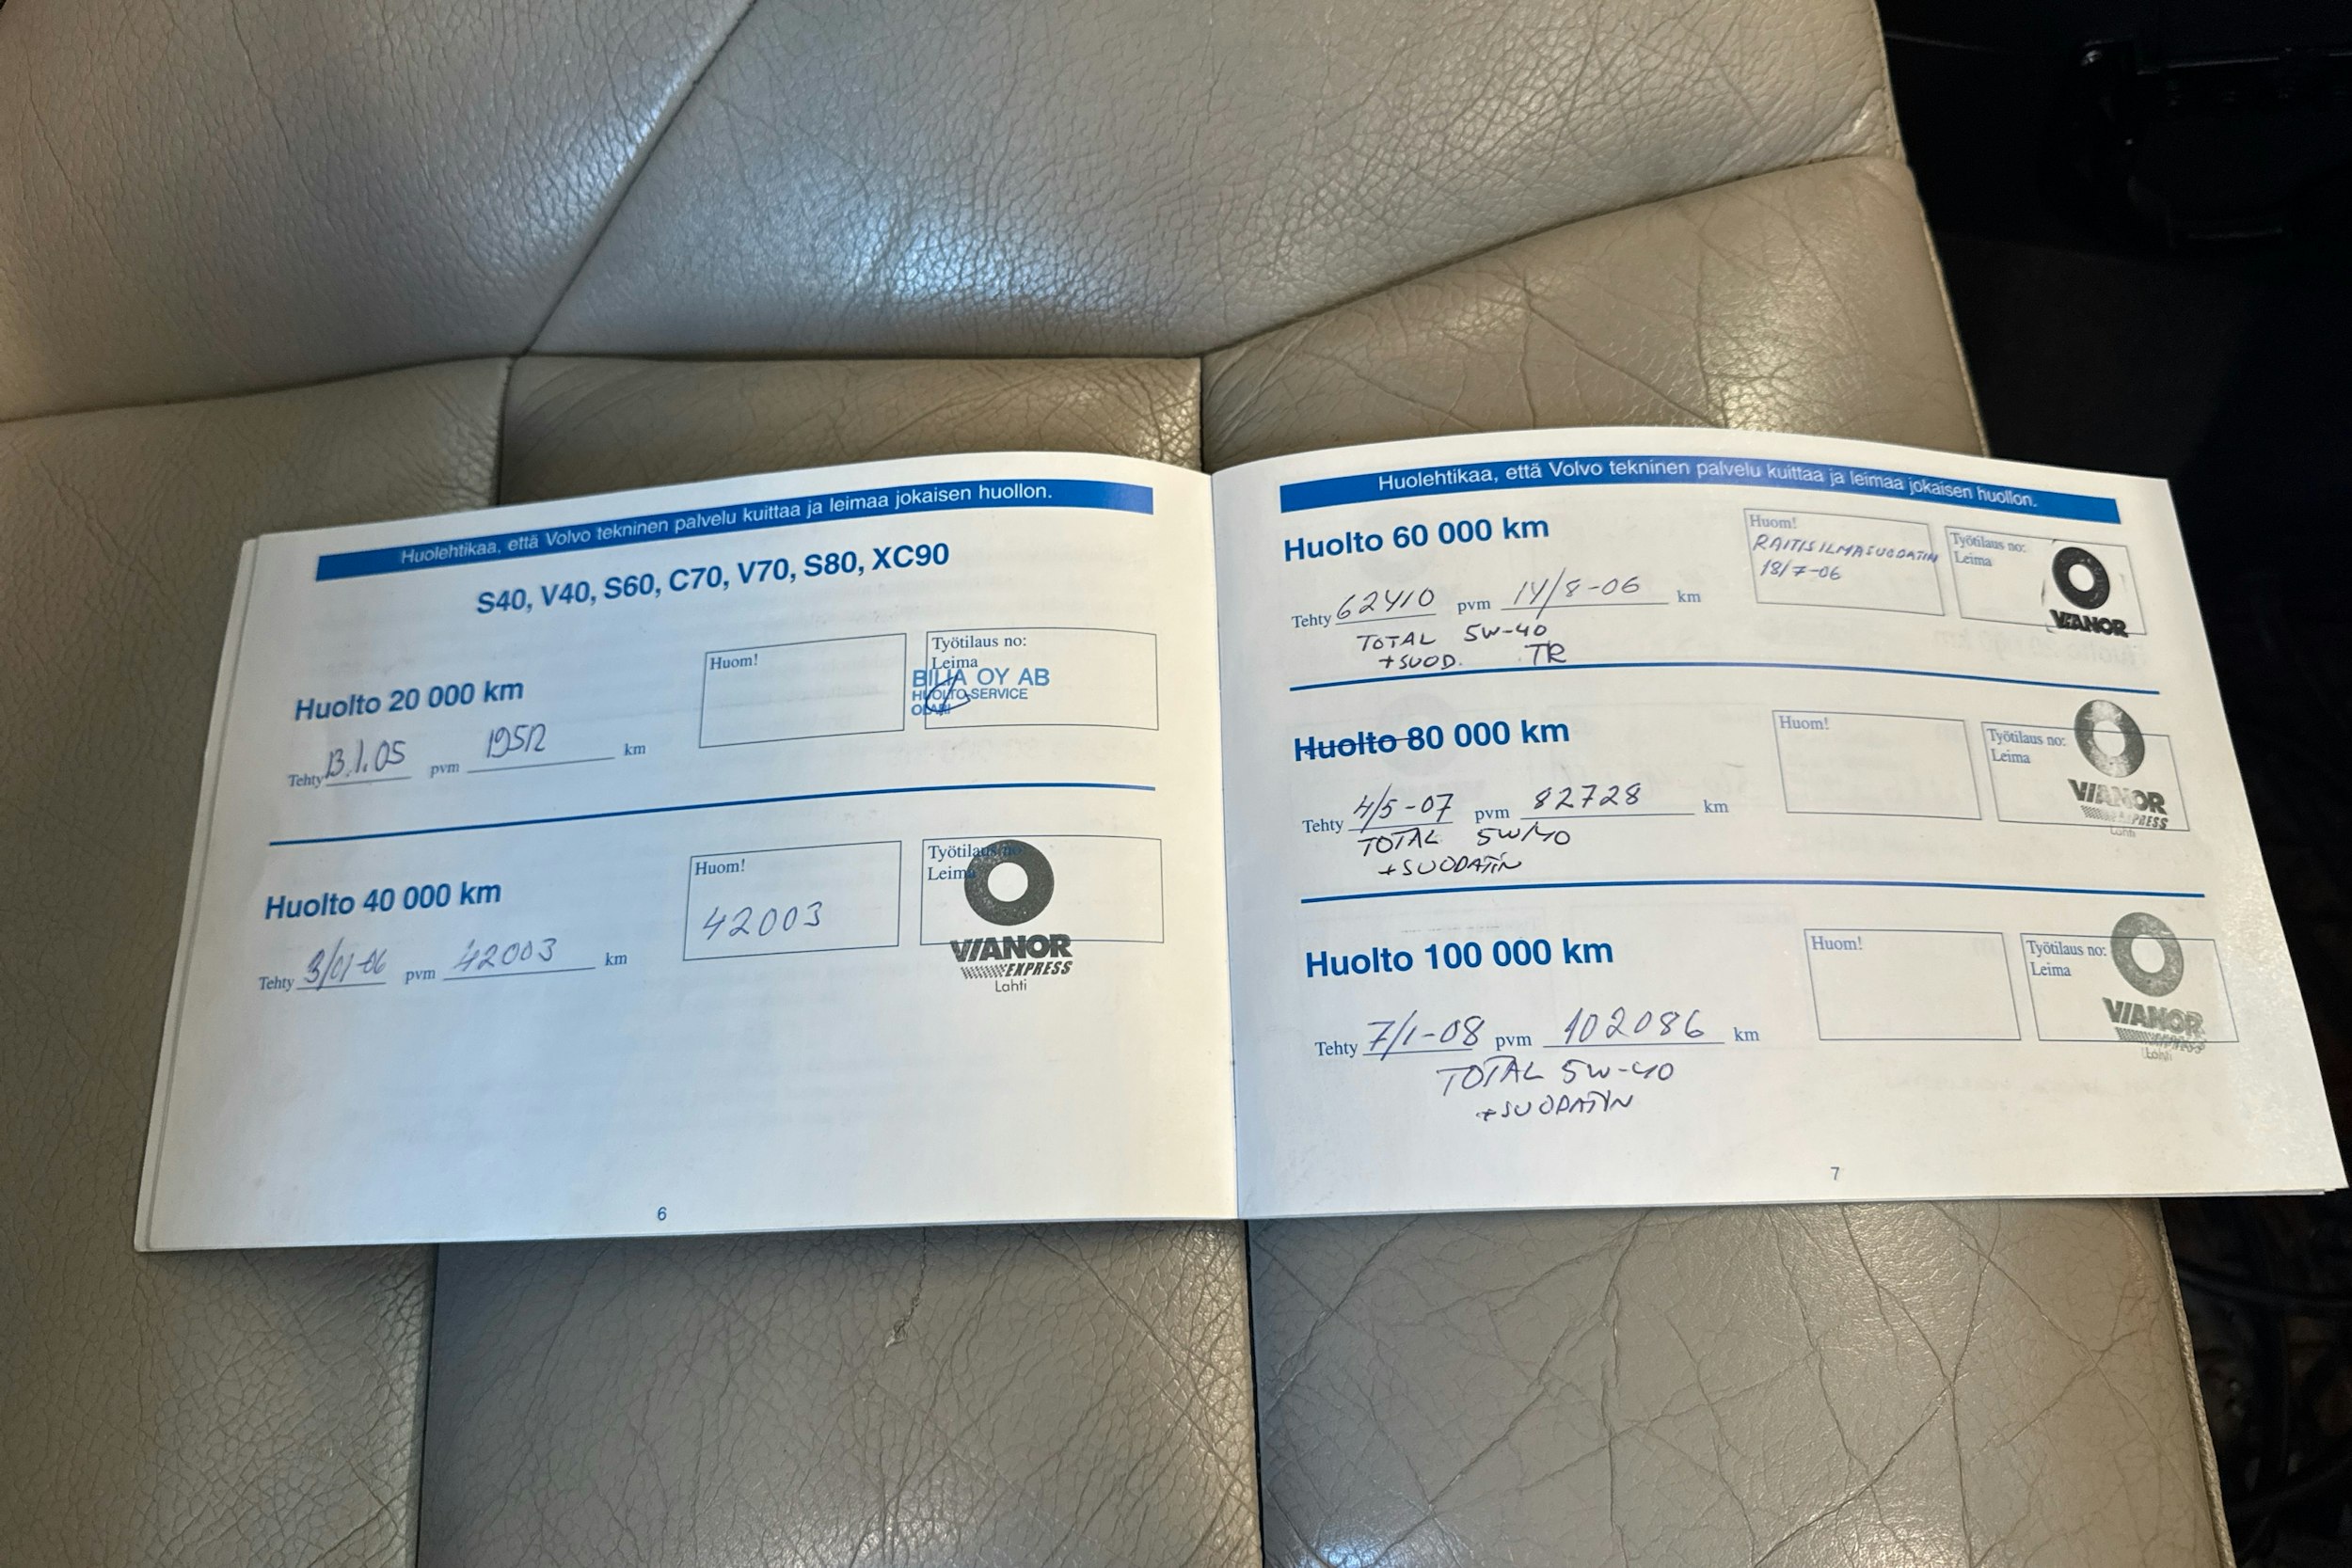 Huolehtikaa, että Volvo tekninen palvelu kuittaa ja leimaa jokaisen huollon.
S40, V40, S60, C70, V70, S80, XC90
Huolto 20 000 km
Tehty 13.1.05 pvm 19512 km
Huom!
Työtilaus no:
Leima
BILIA OY AB
HUOLTO-SERVICE
OLARI
Huolto 40 000 km
Tehty 3/01-06 pvm 42003 km
Huom!
42003
Työtilaus no:
Leima
VIANOR
EXPRESS
Lahti
6
Huolehtikaa, että Volvo tekninen palvelu kuittaa ja leimaa jokaisen huollon.
Huolto 60 000 km
Tehty 62410 pvm 14/8-06 km
TOTAL 5W-40
+SUOD. TR
Huom!
RAITISILMASUODATIN
18/7-06
Työtilaus no:
Leima
VIANOR
Huolto 80 000 km
Tehty 4/5-07 pvm 82728 km
TOTAL 5W/40
+SUODATIN
Huom!
Työtilaus no:
Leima
VIANOR
EXPRESS
Lahti
Huolto 100 000 km
Tehty 7/1-08 pvm 102086 km
TOTAL 5W-40
+SUODATIN
Huom!
Työtilaus no:
Leima
VIANOR
EXPRESS
Lahti
7